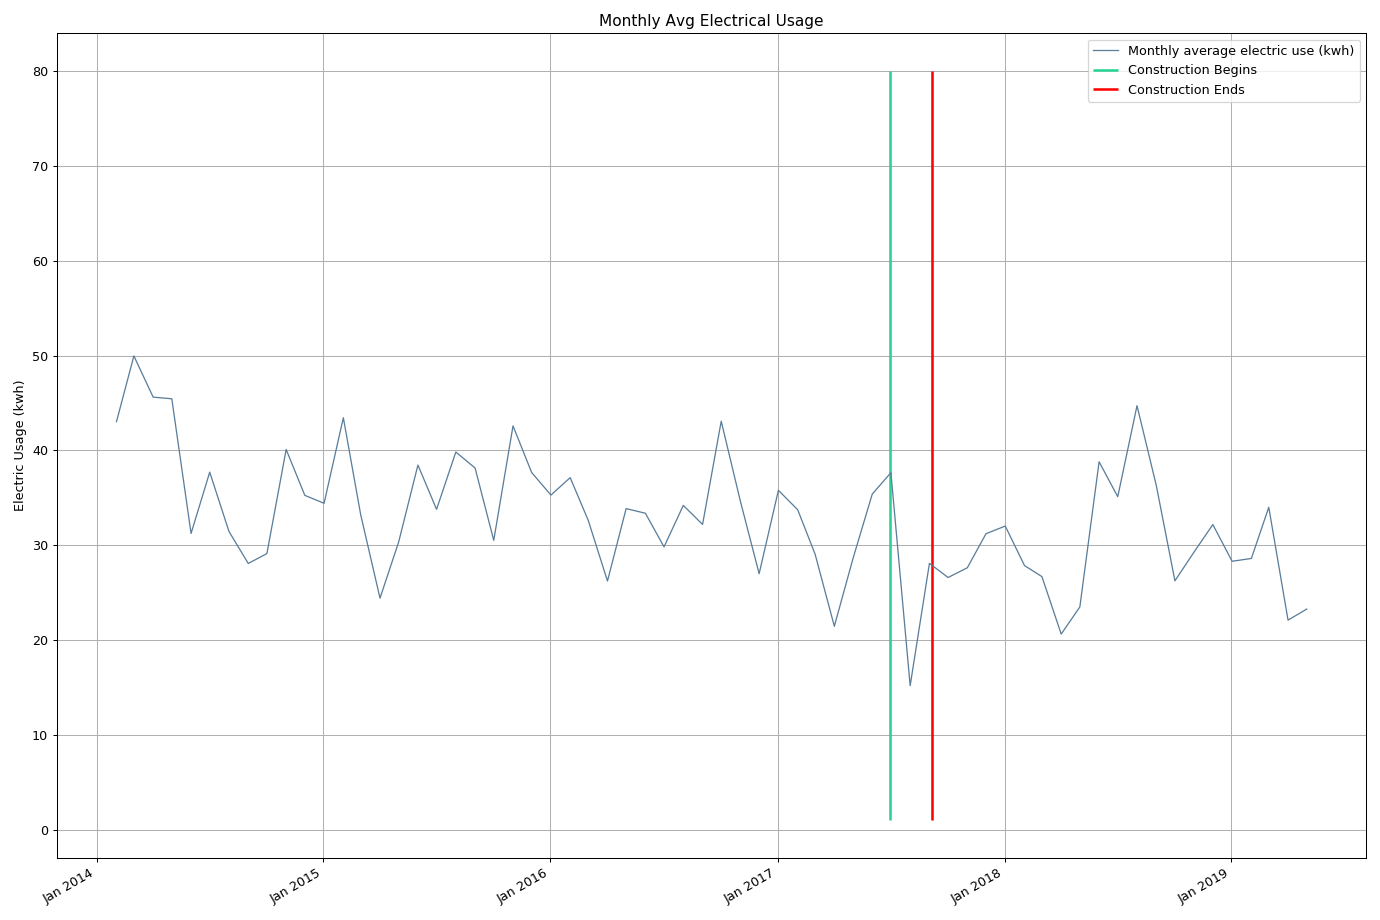 Monthly Avg Electrical Usage
Monthly average electric use (kwh)
Construction Begins
Construction Ends
80
70
60
50
40
30
20
10
0
Electric Usage (kwh)
Jan 2014
Jan 2015
Jan 2016
Jan 2017
Jan 2018
Jan 2019